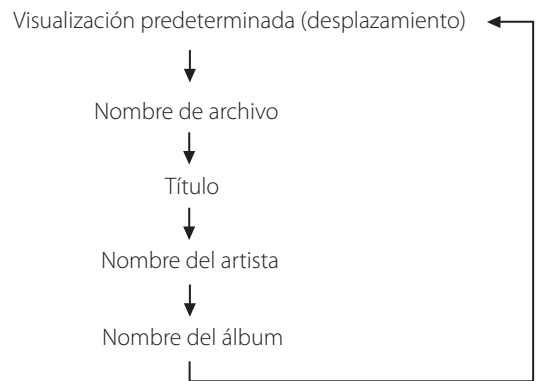 Visualización predeterminada (desplazamiento)
Nombre de archivo
Título
Nombre del artista
Nombre del álbum